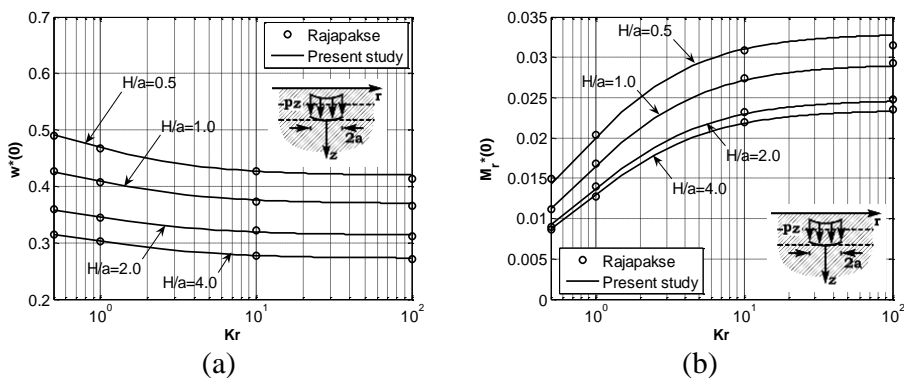 (a)
0.7
0.6
0.5
0.4
0.3
0.2
w*(0)
Rajapakse
Present study
pz
r
2a
z
H/a=0.5
H/a=1.0
H/a=2.0
H/a=4.0
10^0
10^1
10^2
Kr
(a)
(b)
0.035
0.03
0.025
0.02
0.015
0.01
0.005
0
M_r*(0)
H/a=0.5
H/a=1.0
H/a=2.0
H/a=4.0
Rajapakse
Present study
pz
r
2a
z
10^0
10^1
10^2
Kr
(b)